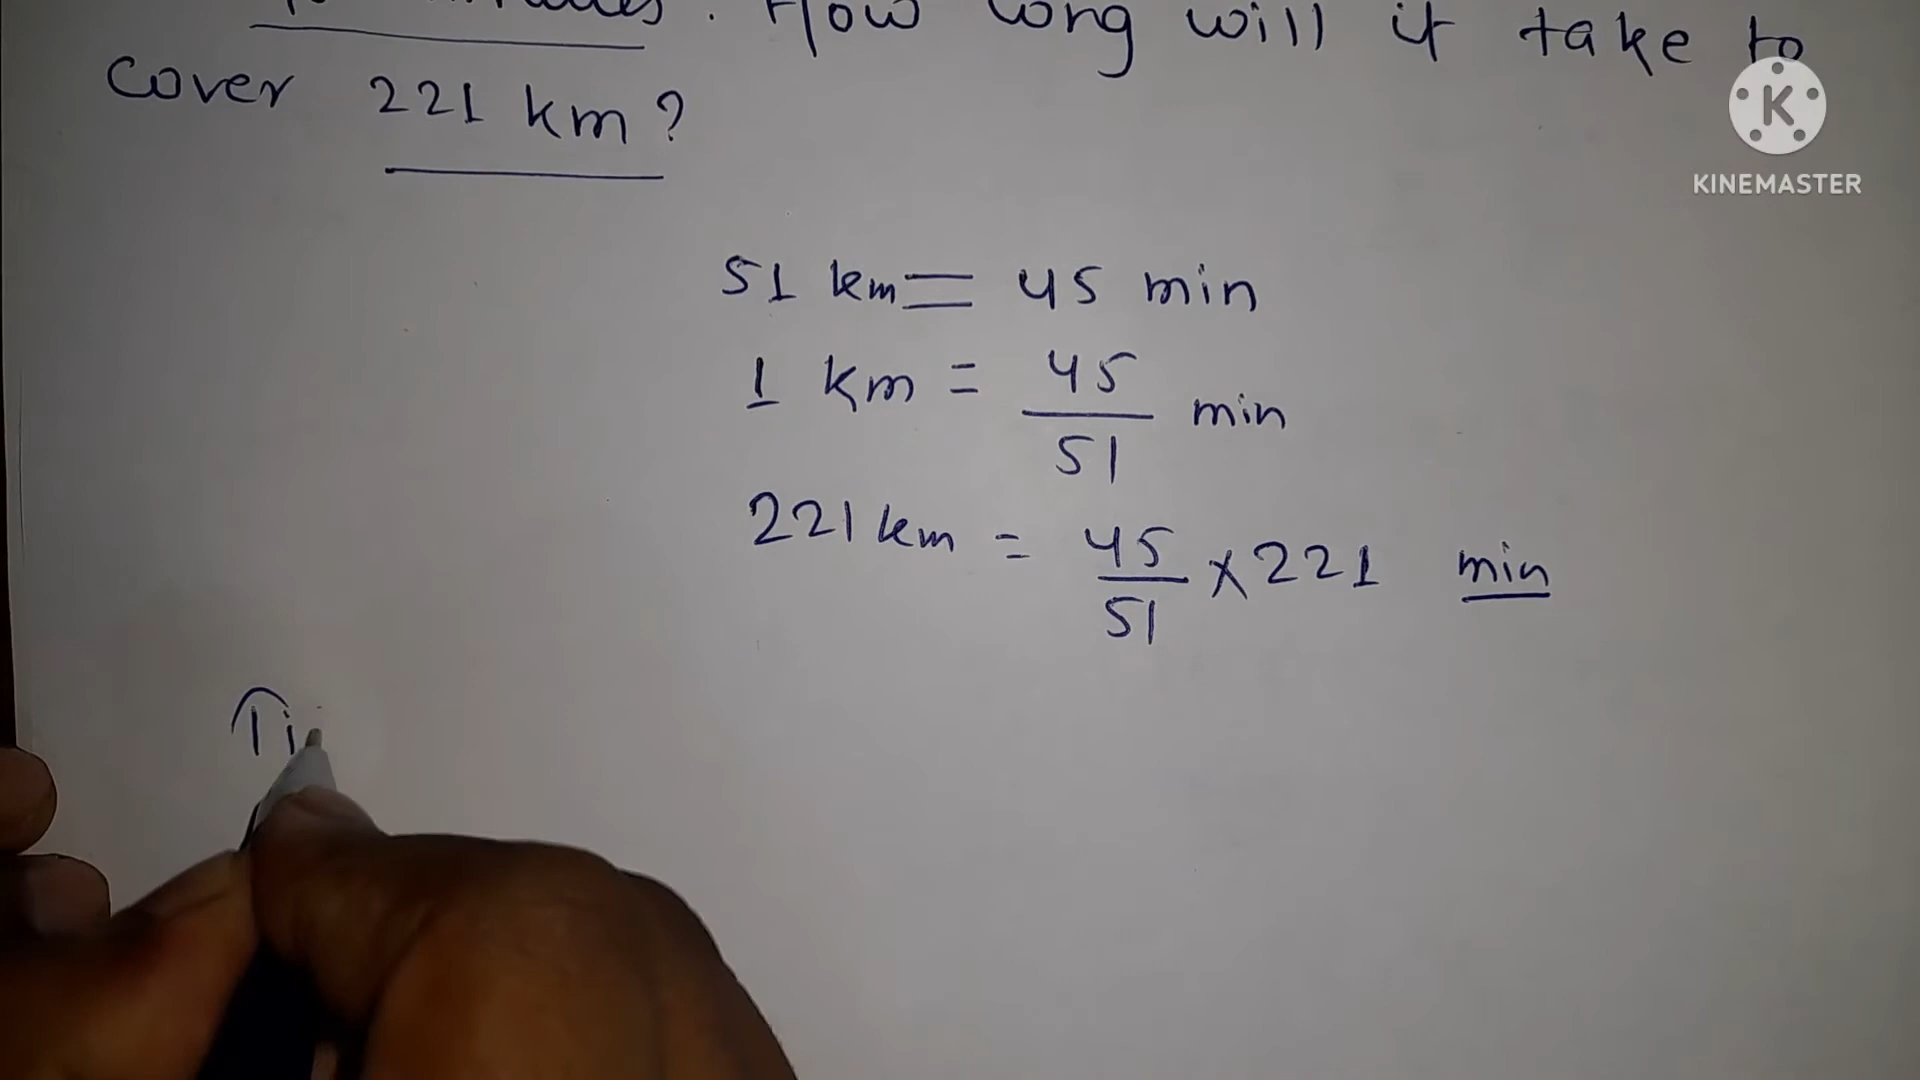 How long will it take to
cover 221 km?
K
KINEMASTER
51 km = 45 min
1 km = 45/51 min
221 km = 45/51 × 221 min
Ti